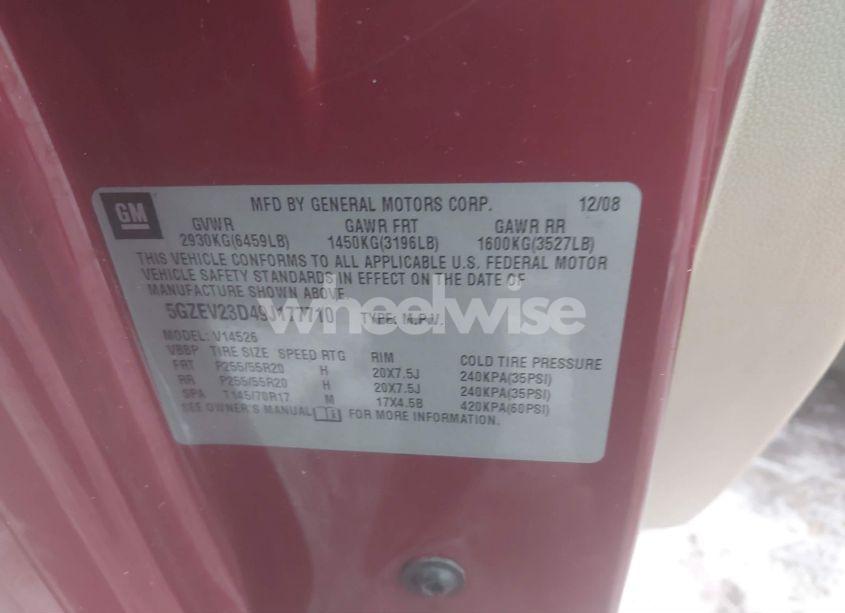 GM
MFD BY GENERAL MOTORS CORP. 12/08
GVWR GAWR FRT GAWR RR
2930KG(6459LB) 1450KG(3196LB) 1600KG(3527LB)
THIS VEHICLE CONFORMS TO ALL APPLICABLE U.S. FEDERAL MOTOR
VEHICLE SAFETY STANDARDS IN EFFECT ON THE DATE OF
MANUFACTURE SHOWN ABOVE.
5GZEV23D49J177710 TYPE: M.P.V.
wheelwise
MODEL: V14526
VBBP TIRE SIZE SPEED RTG RIM COLD TIRE PRESSURE
FRT P255/55R20 H 20X7.5J 240KPA(35PSI)
RR P255/55R20 H 20X7.5J 240KPA(35PSI)
SPA T145/70R17 M 17X4.5B 420KPA(60PSI)
SEE OWNER'S MANUAL FOR MORE INFORMATION.